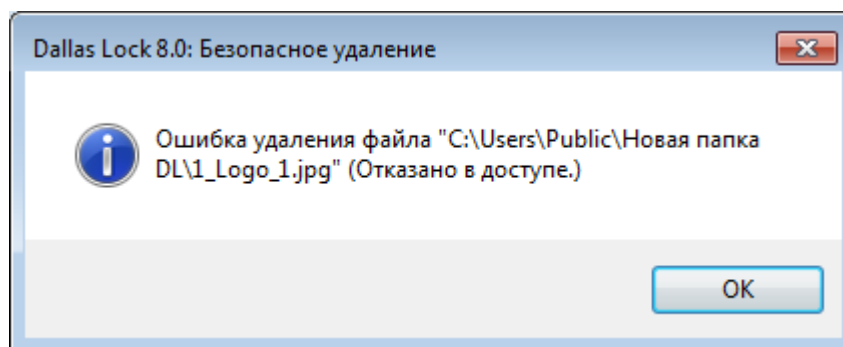 Dallas Lock 8.0: Безопасное удаление
Ошибка удаления файла "C:\Users\Public\Новая папка
DL\1_Logo_1.jpg" (Отказано в доступе.)
OK